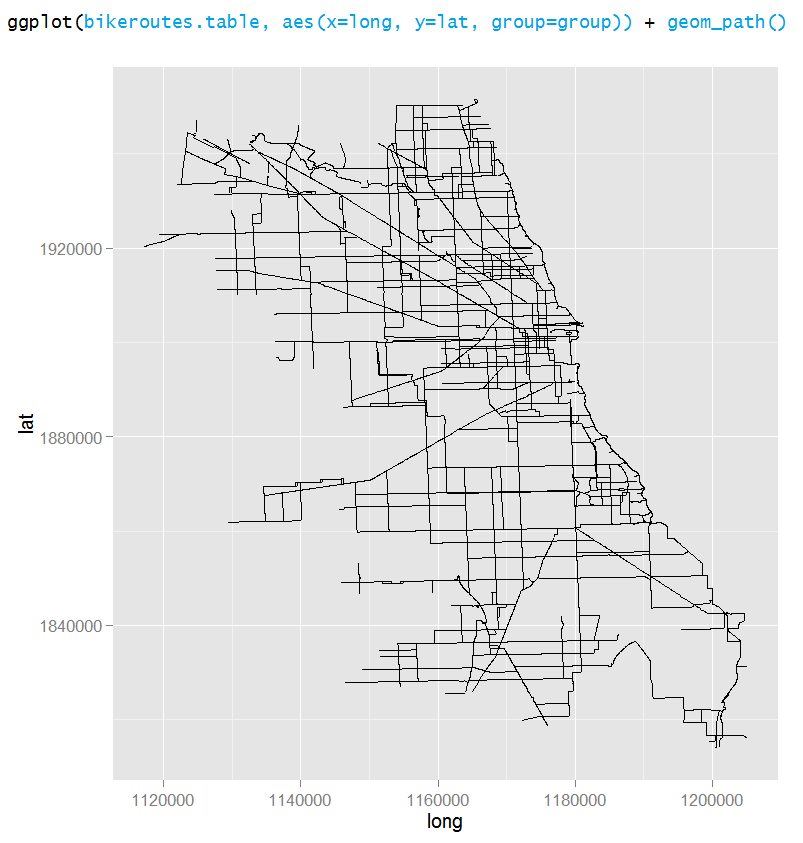 ggplot(bikeroutes.table, aes(x=long, y=lat, group=group)) + geom_path()
lat
1920000
1880000
1840000
1120000 1140000 1160000 1180000 1200000
long